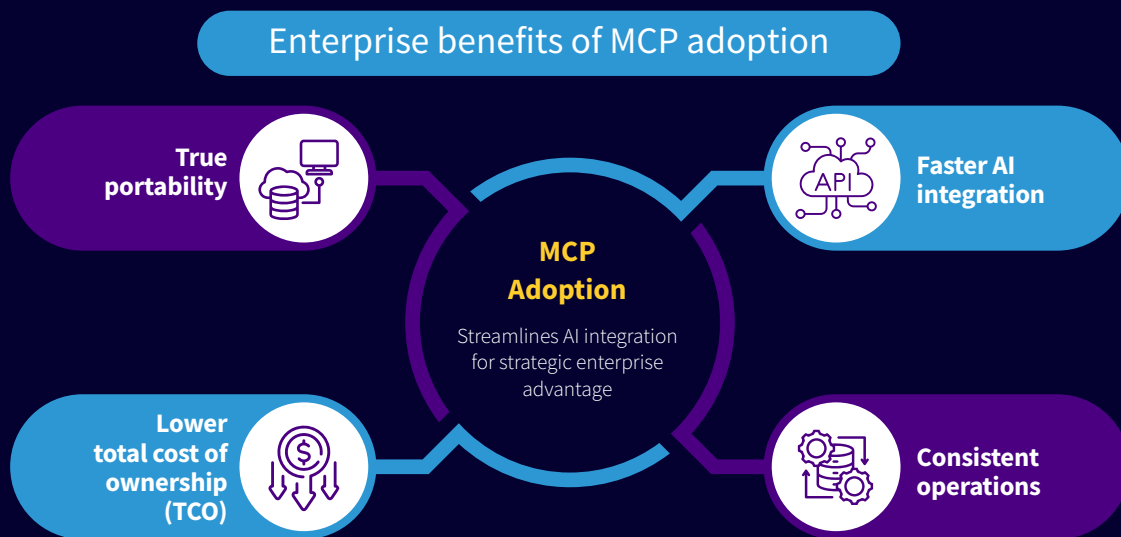 Enterprise benefits of MCP adoption
True
portability
API
Faster AI
integration
MCP
Adoption
Streamlines AI integration
for strategic enterprise
advantage
Lower
total cost of
ownership
(TCO)
$
Consistent
operations